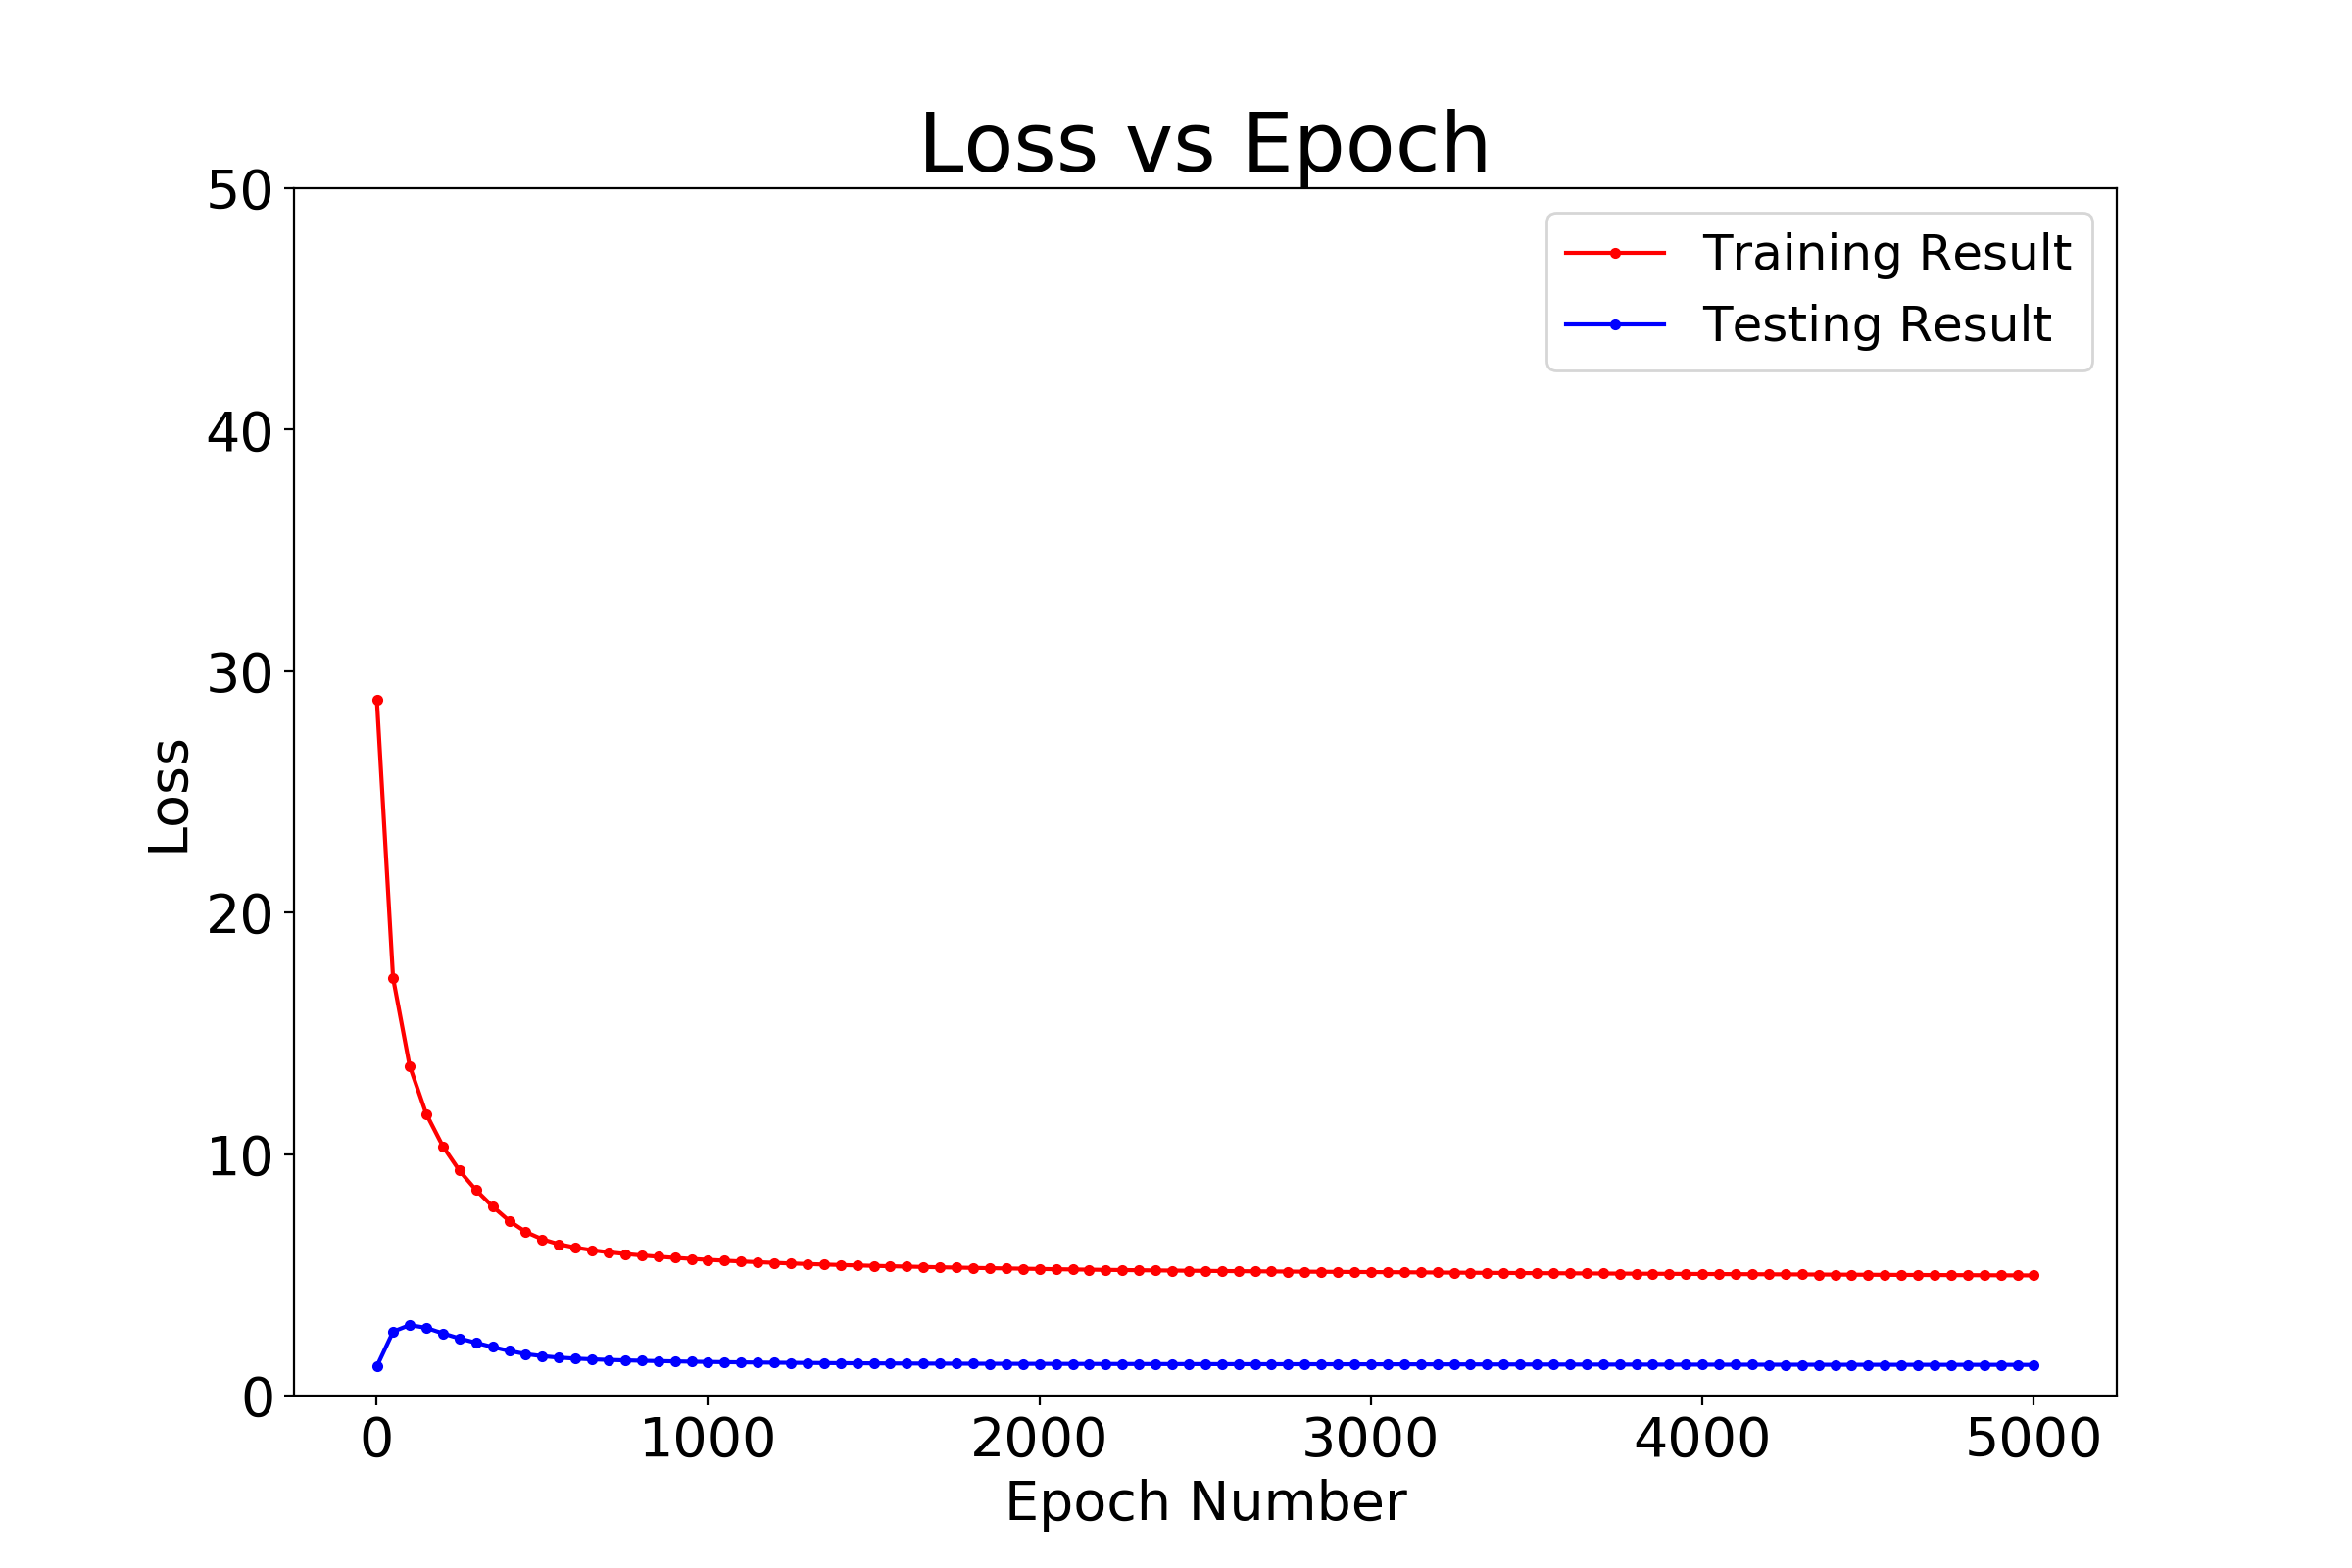 Loss vs Epoch
50
40
30
20
10
0
Loss
Training Result
Testing Result
0 1000 2000 3000 4000 5000
Epoch Number